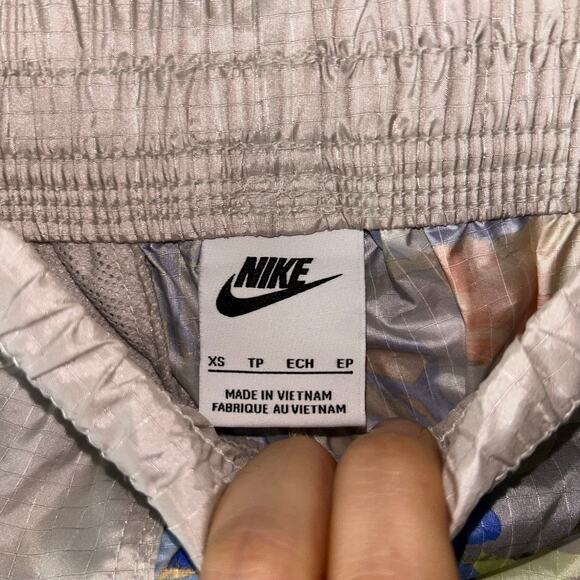 NIKE
XS TP ECH EP
MADE IN VIETNAM
FABRIQUE AU VIETNAM